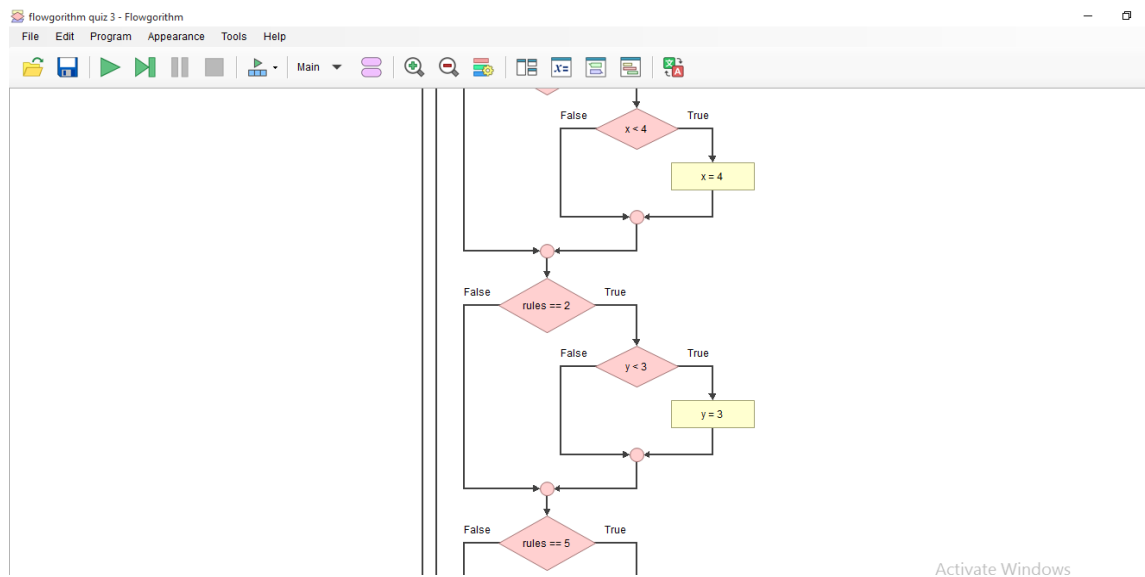 flowgorithm quiz 3 - Flowgorithm
File Edit Program Appearance Tools Help
Main
x=
文
A
False True
x < 4
x = 4
False True
rules == 2
False True
y < 3
y = 3
False True
rules == 5
Activate Windows